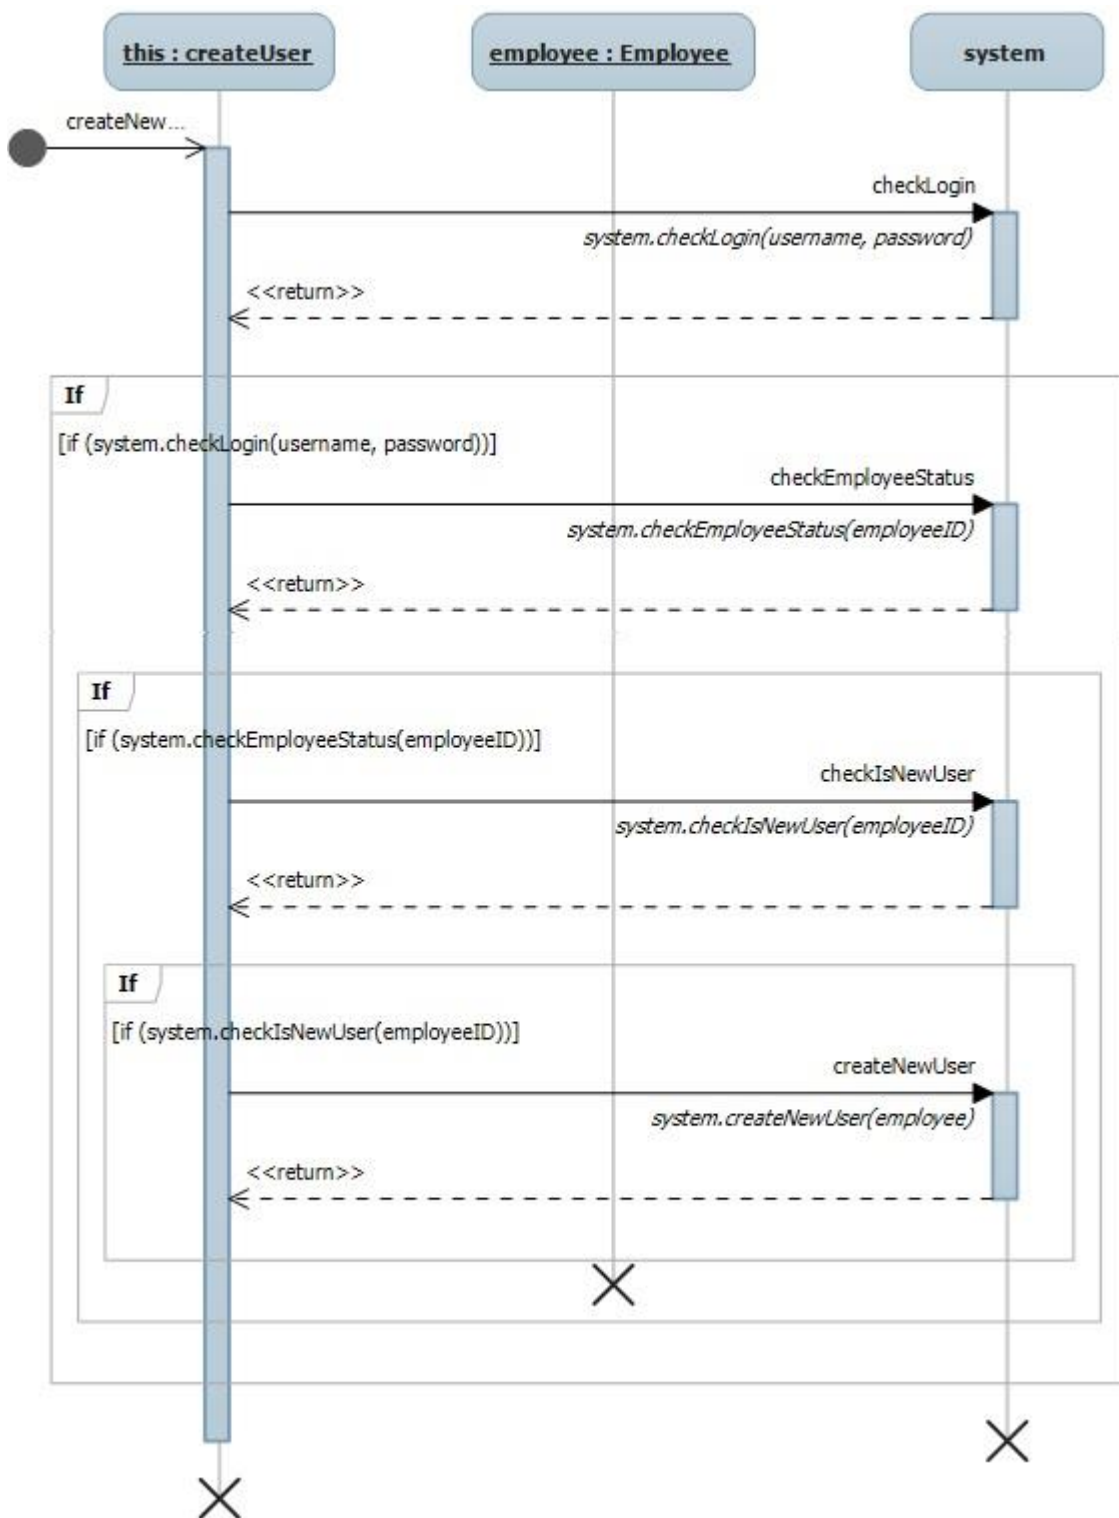 this : createUser
employee : Employee
system
createNew...
checkLogin
system.checkLogin(username, password)
<<return>>
If
[if (system.checkLogin(username, password))]
checkEmployeeStatus
system.checkEmployeeStatus(employeeID)
<<return>>
If
[if (system.checkEmployeeStatus(employeeID))]
checkIsNewUser
system.checkIsNewUser(employeeID)
<<return>>
If
[if (system.checkIsNewUser(employeeID))]
createNewUser
system.createNewUser(employee)
<<return>>